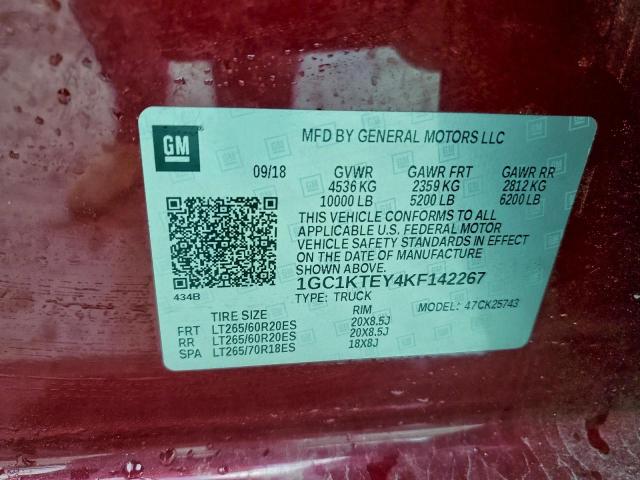 GM
MFD BY GENERAL MOTORS LLC
09/18 GVWR GAWR FRT GAWR RR
4536 KG 2359 KG 2812 KG
10000 LB 5200 LB 6200 LB
THIS VEHICLE CONFORMS TO ALL
APPLICABLE U.S. FEDERAL MOTOR
VEHICLE SAFETY STANDARDS IN EFFECT
ON THE DATE OF MANUFACTURE
SHOWN ABOVE.
434B
1GC1KTEY4KF142267
TYPE: TRUCK MODEL: 47CK25743
TIRE SIZE RIM
FRT LT265/60R20ES 20X8.5J
RR LT265/60R20ES 20X8.5J
SPA LT265/70R18ES 18X8J